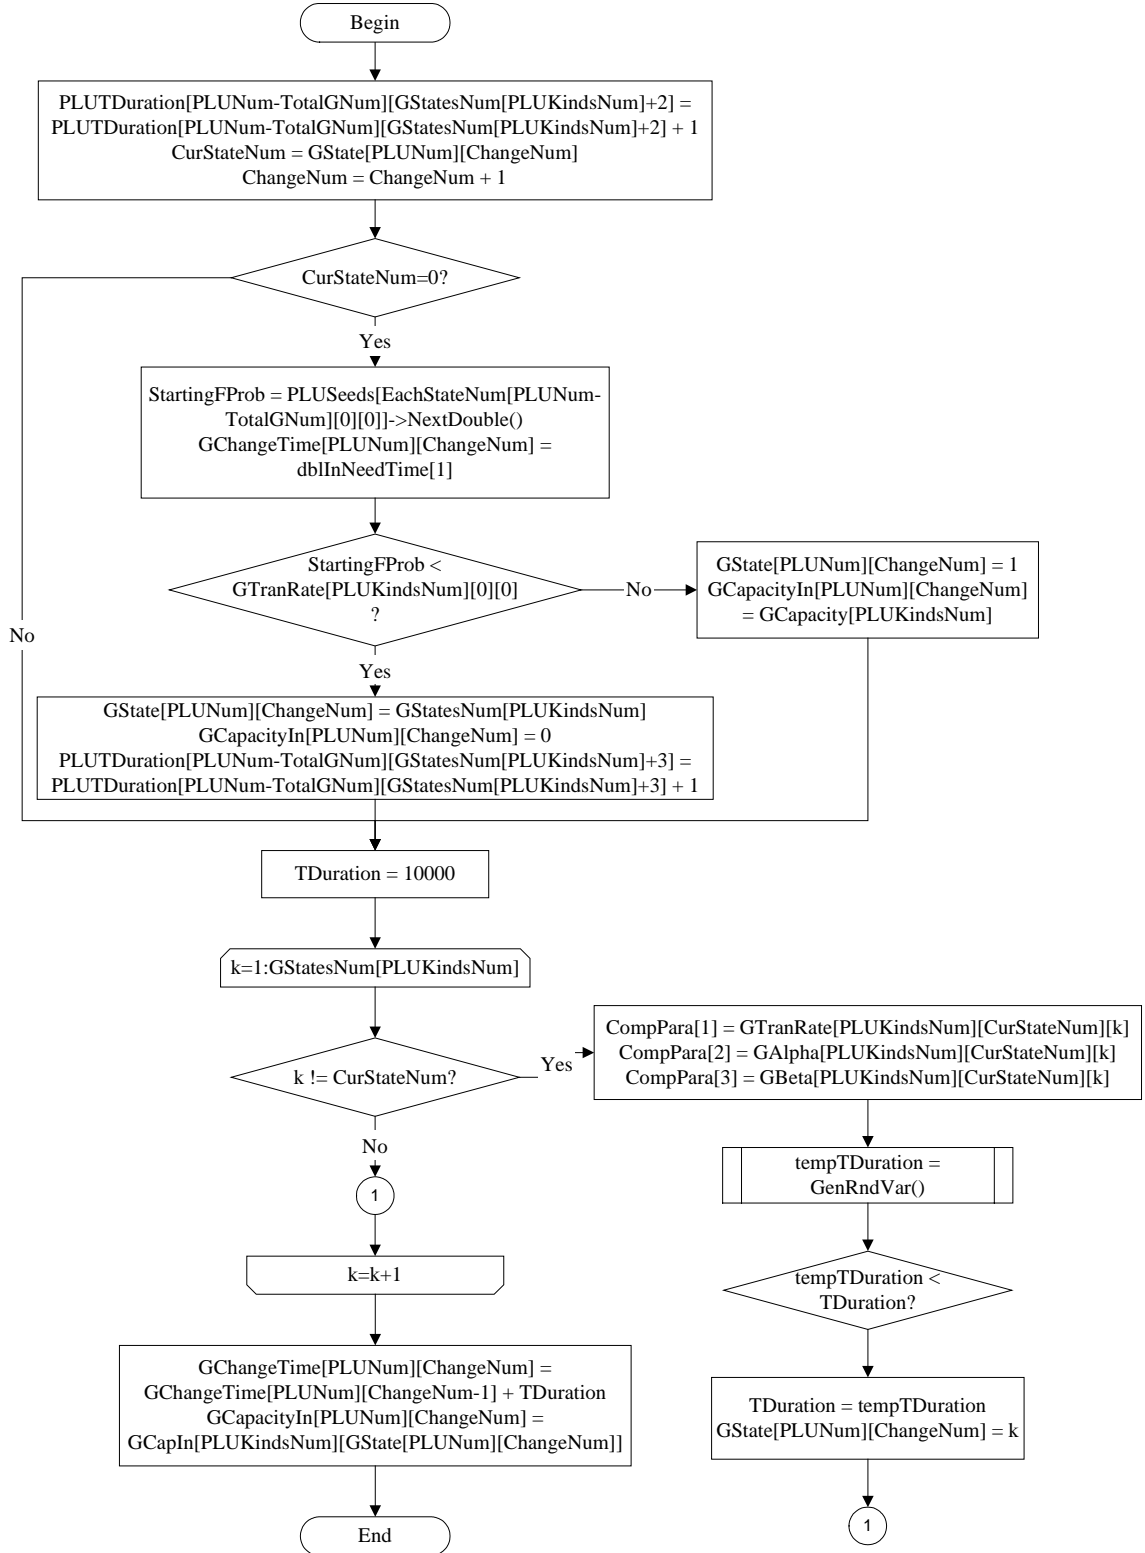 Begin
PLUTDuration[PLUNum-TotalGNum][GStatesNum[PLUKindsNum]+2] =
PLUTDuration[PLUNum-TotalGNum][GStatesNum[PLUKindsNum]+2] + 1
CurStateNum = GState[PLUNum][ChangeNum]
ChangeNum = ChangeNum + 1
CurStateNum=0?
Yes
StartingFProb = PLUSeeds[EachStateNum[PLUNum-
TotalGNum][0][0]]->NextDouble()
GChangeTime[PLUNum][ChangeNum] =
dblInNeedTime[1]
StartingFProb <
GTranRate[PLUKindsNum][0][0]
?
No
GState[PLUNum][ChangeNum] = 1
GCapacityIn[PLUNum][ChangeNum]
= GCapacity[PLUKindsNum]
No
Yes
GState[PLUNum][ChangeNum] = GStatesNum[PLUKindsNum]
GCapacityIn[PLUNum][ChangeNum] = 0
PLUTDuration[PLUNum-TotalGNum][GStatesNum[PLUKindsNum]+3] =
PLUTDuration[PLUNum-TotalGNum][GStatesNum[PLUKindsNum]+3] + 1
TDuration = 10000
k=1:GStatesNum[PLUKindsNum]
k != CurStateNum?
Yes
CompPara[1] = GTranRate[PLUKindsNum][CurStateNum][k]
CompPara[2] = GAlpha[PLUKindsNum][CurStateNum][k]
CompPara[3] = GBeta[PLUKindsNum][CurStateNum][k]
No
1
k=k+1
tempTDuration =
GenRndVar()
tempTDuration <
TDuration?
TDuration = tempTDuration
GState[PLUNum][ChangeNum] = k
1
GChangeTime[PLUNum][ChangeNum] =
GChangeTime[PLUNum][ChangeNum-1] + TDuration
GCapacityIn[PLUNum][ChangeNum] =
GCapIn[PLUKindsNum][GState[PLUNum][ChangeNum]]
End